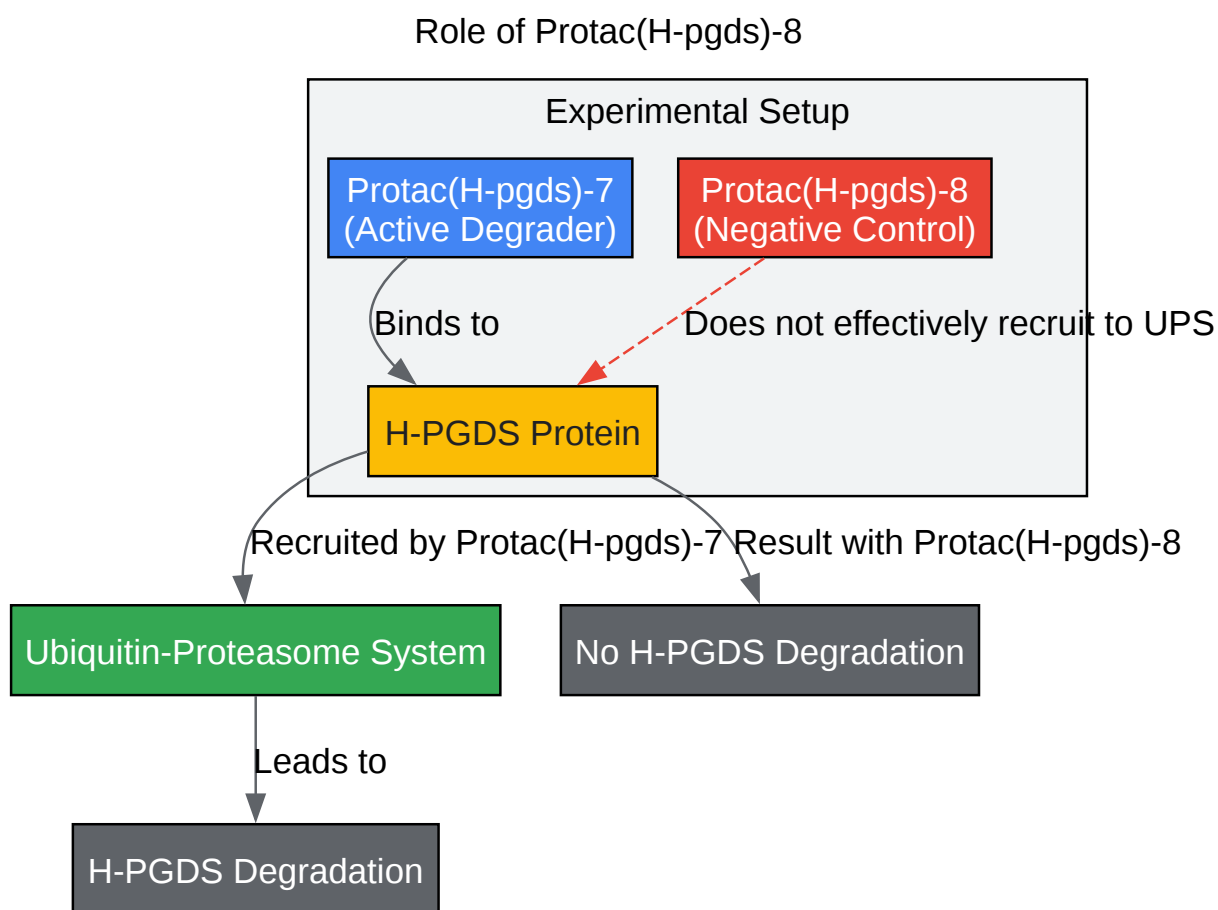 Role of Protac(H-pgds)-8
Experimental Setup
Protac(H-pgds)-7
(Active Degrader)
Protac(H-pgds)-8
(Negative Control)
Binds to
Does not effectively recruit to UPS
H-PGDS Protein
Recruited by Protac(H-pgds)-7
Result with Protac(H-pgds)-8
Ubiquitin-Proteasome System
No H-PGDS Degradation
Leads to
H-PGDS Degradation